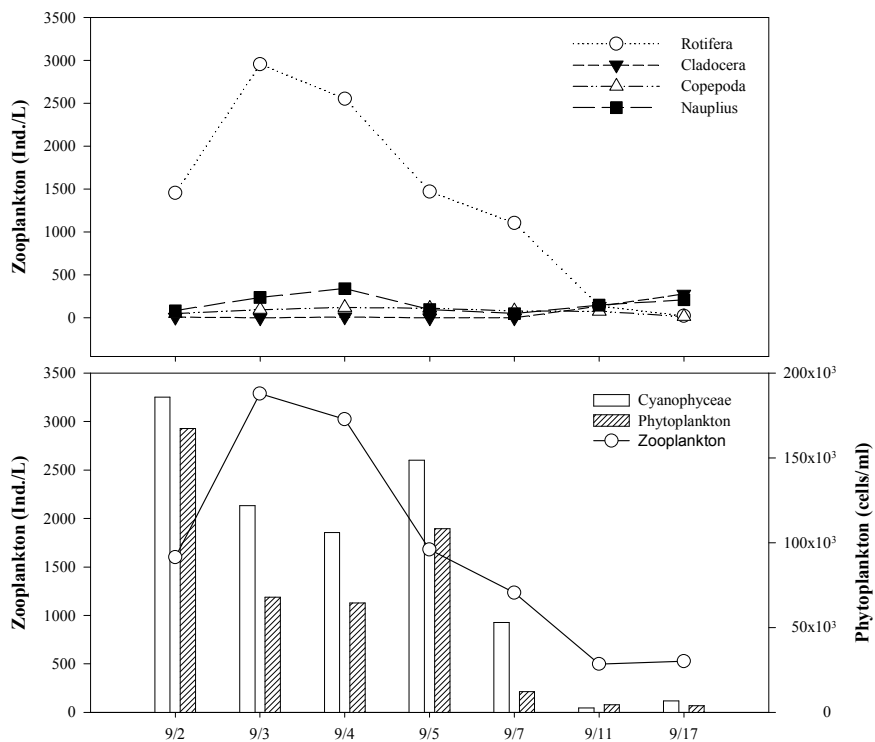 3500
3000
2500
2000
1500
1000
500
0
Zooplankton (Ind./L)
Rotifera
Cladocera
Copepoda
Nauplius
3500
3000
2500
2000
1500
1000
500
0
Zooplankton (Ind./L)
Cyanophyceae
Phytoplankton
Zooplankton
200x10³
150x10³
100x10³
50x10³
0
Phytoplankton (cells/ml)
9/2 9/3 9/4 9/5 9/7 9/11 9/17